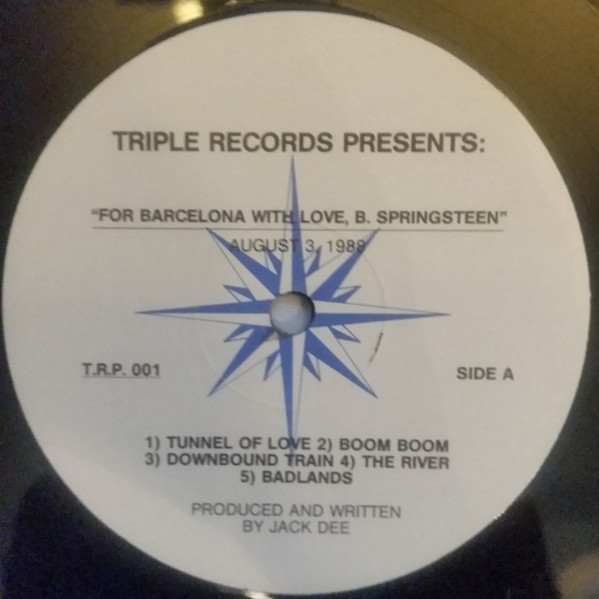 TRIPLE RECORDS PRESENTS:
“FOR BARCELONA WITH LOVE, B. SPRINGSTEEN”
AUGUST 3, 1988
T.R.P. 001
SIDE A
1) TUNNEL OF LOVE 2) BOOM BOOM
3) DOWNBOUND TRAIN 4) THE RIVER
5) BADLANDS
PRODUCED AND WRITTEN
BY JACK DEE